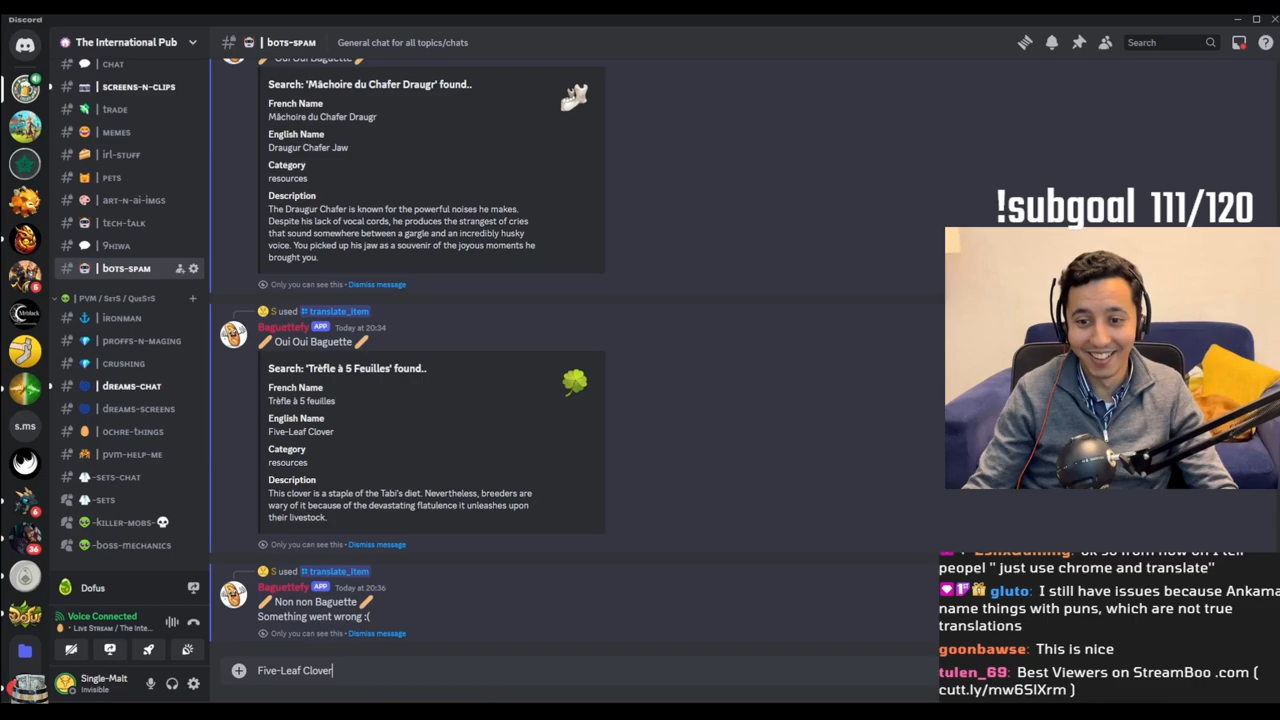 Discord
The International Pub
| BOTS-SPAM
General chat for all topics/chats
Search
| CHAT
| SCREENS-N-CLIPS
| TRADE
| MEMES
| IRL-STUFF
| PETS
| ART-N-AI-IMGS
| TECH-TALK
| 9HIWA
| BOTS-SPAM
| PVM / SETS / QUESTS
| IRONMAN
| PROFFS-N-MAGING
| CRUSHING
| DREAMS-CHAT
| DREAMS-SCREENS
| OCHRE-THINGS
| PVM-HELP-ME
-SETS-CHAT
-SETS
-KILLER-MOBS-
-BOSS-MECHANICS
s.ms
5
6
36
Dofus
Voice Connected
Live Stream / The Inte...
Single-Malt
Invisible
Oui Oui Baguette
Search: 'Mâchoire du Chafer Draugr' found..
French Name
Mâchoire du Chafer Draugr
English Name
Draugur Chafer Jaw
Category
resources
Description
The Draugur Chafer is known for the powerful noises he makes.
Despite his lack of vocal cords, he produces the strangest of cries
that sound somewhere between a gargle and an incredibly husky
voice. You picked up his jaw as a souvenir of the joyous moments he
brought you.
Only you can see this • Dismiss message
S used translate_item
Baguettefy APP Today at 20:34
Oui Oui Baguette
Search: 'Trèfle à 5 Feuilles' found..
French Name
Trèfle à 5 feuilles
English Name
Five-Leaf Clover
Category
resources
Description
This clover is a staple of the Tabi's diet. Nevertheless, breeders are
wary of it because of the devastating flatulence it unleashes upon
their livestock.
Only you can see this • Dismiss message
S used translate_item
Baguettefy APP Today at 20:36
Non non Baguette
Something went wrong :(
Only you can see this • Dismiss message
Five-Leaf Clover
!subgoal 111/120
ok so from now on i tell
peopel " just use chrome and translate"
gluto: I still have issues because Ankama
name things with puns, which are not true
translations
goonbawse: This is nice
tulen_69: Best Viewers on StreamBoo .com (
cutt.ly/mw6SlXrm )